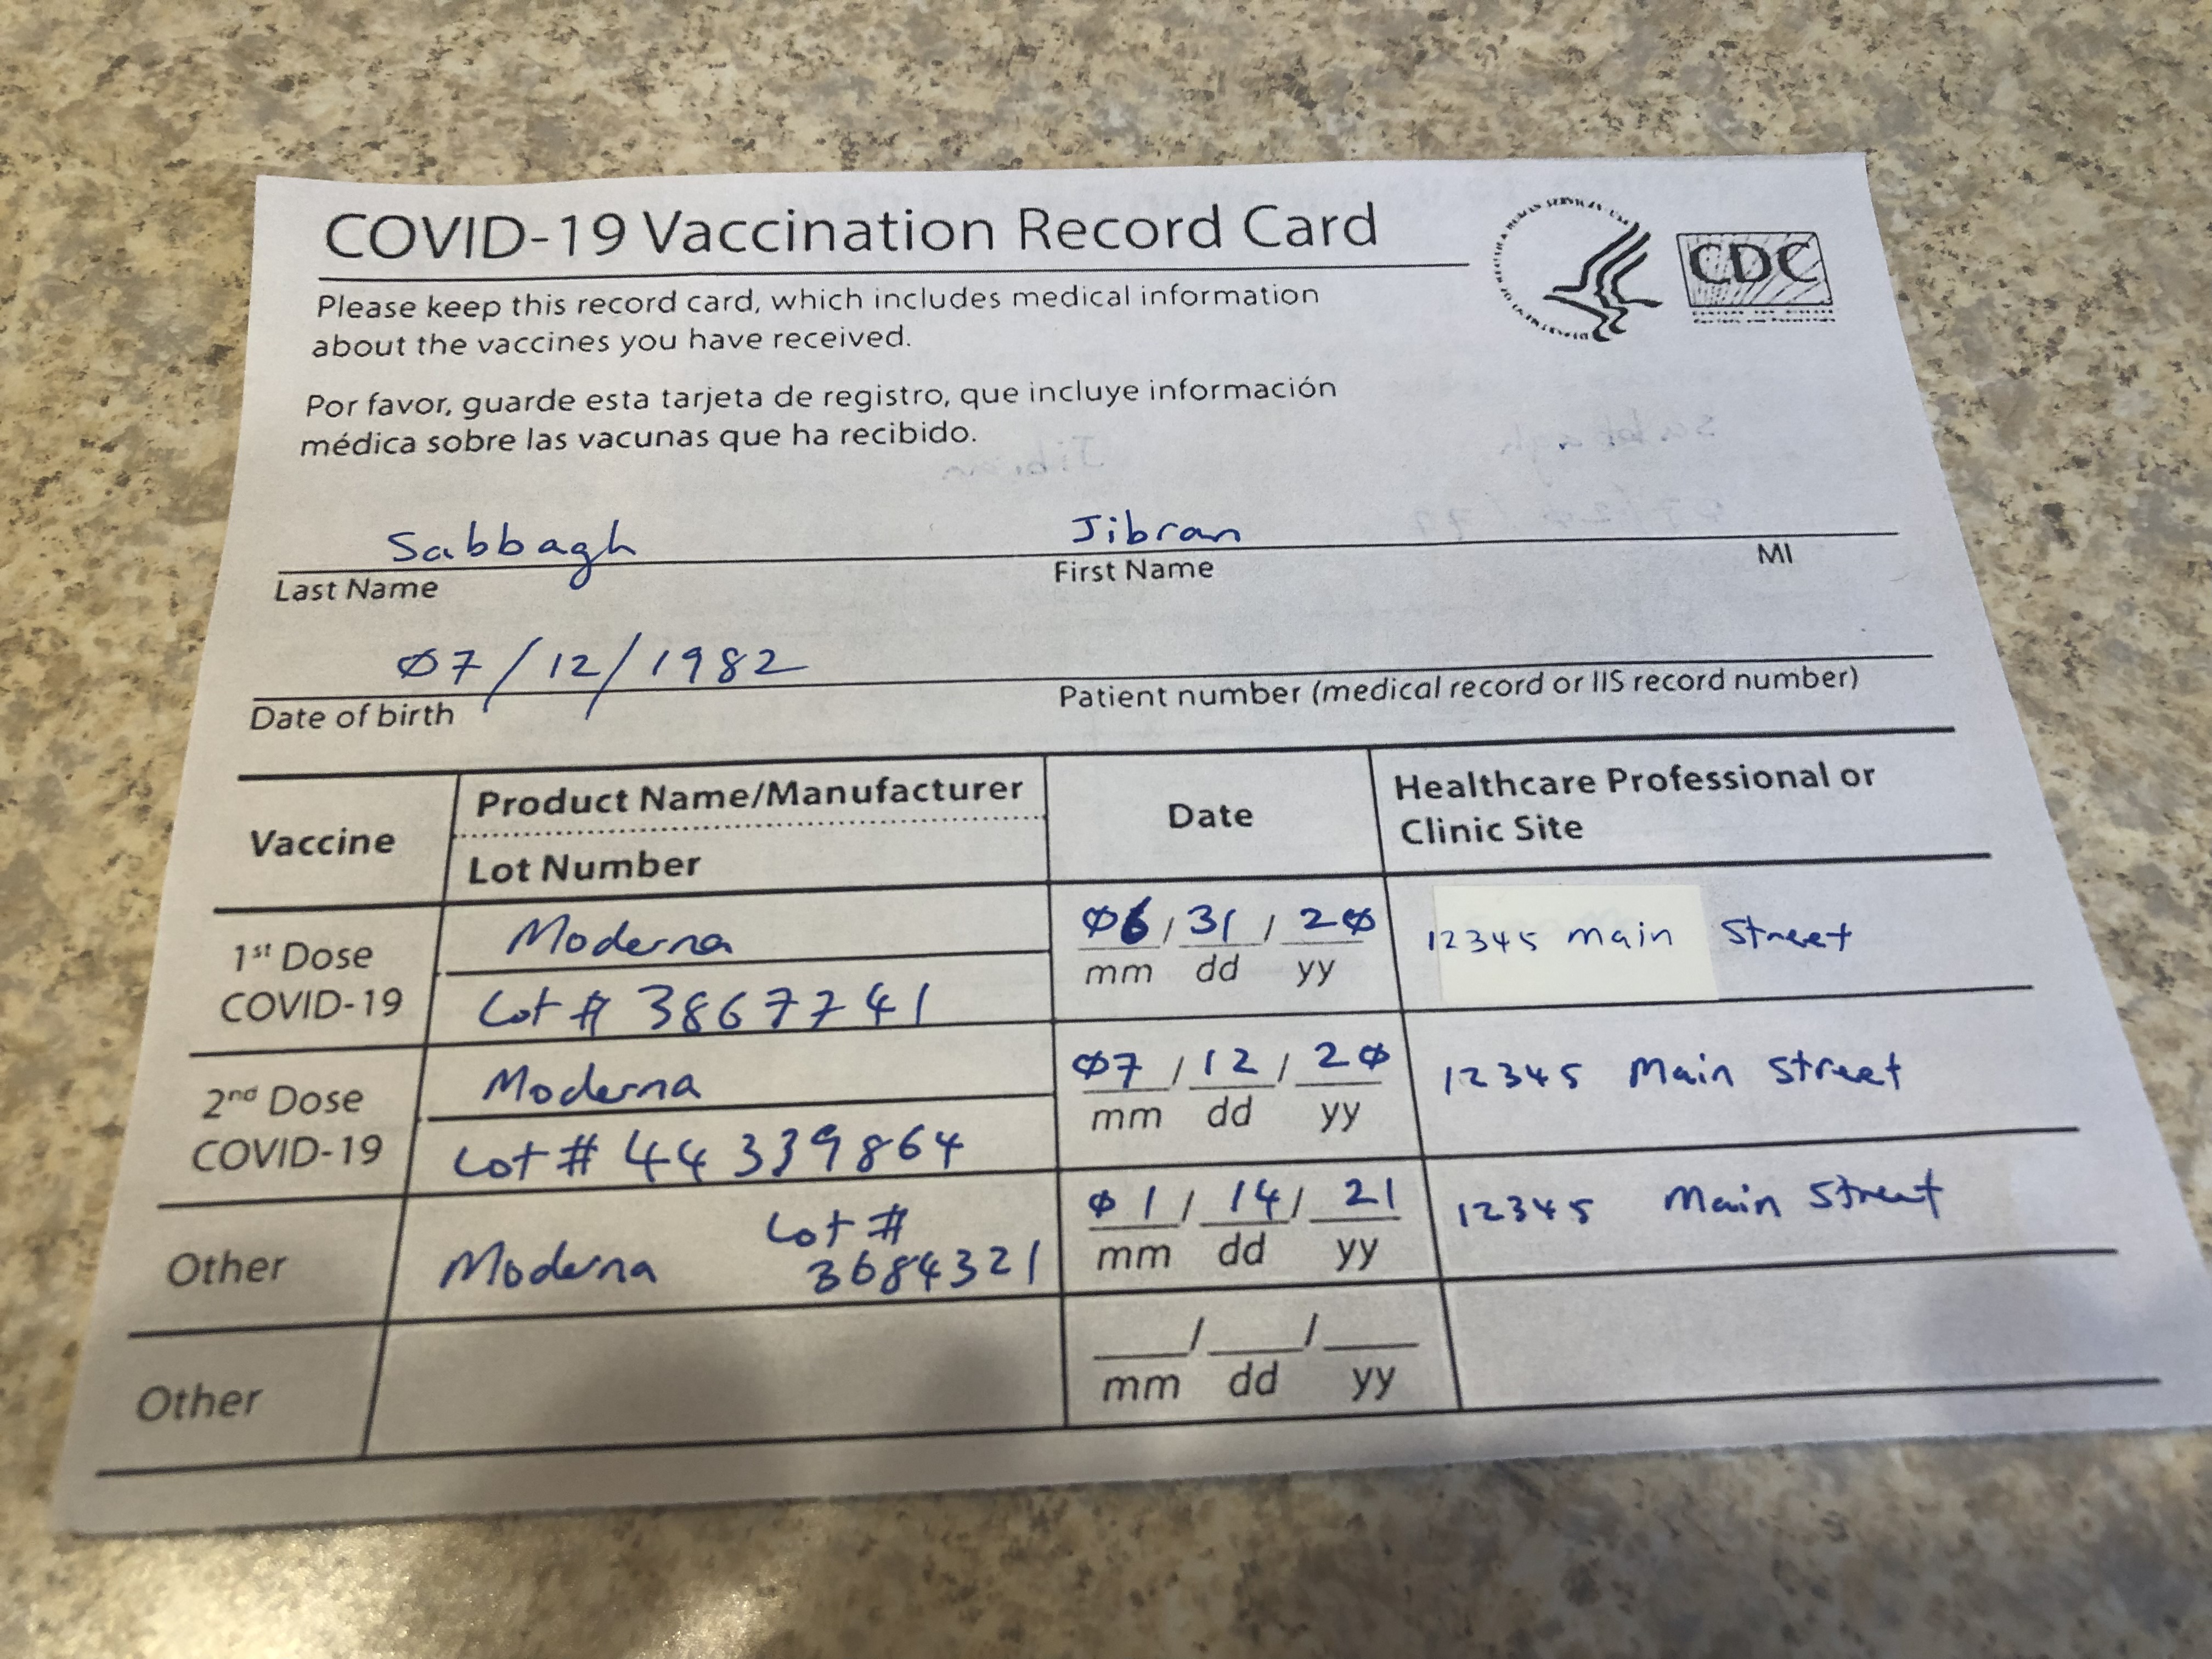 COVID-19 Vaccination Record Card
CDC
Please keep this record card, which includes medical information
about the vaccines you have received.
Por favor, guarde esta tarjeta de registro, que incluye información
médica sobre las vacunas que ha recibido.
Sabbagh Jibran
Last Name First Name MI
07/12/1982
Date of birth Patient number (medical record or IIS record number)
Vaccine
Product Name/Manufacturer
Lot Number
Date
Healthcare Professional or
Clinic Site
1st Dose
COVID-19
Moderna
Lot # 3867741
06 / 31 / 20
mm dd yy
12345 Main Street
2nd Dose
COVID-19
Moderna
Lot # 44339864
07 / 12 / 20
mm dd yy
12345 Main Street
Other
Moderna
Lot #
3684321
01 / 14 / 21
mm dd yy
12345 Main Street
Other
__/__/__
mm dd yy